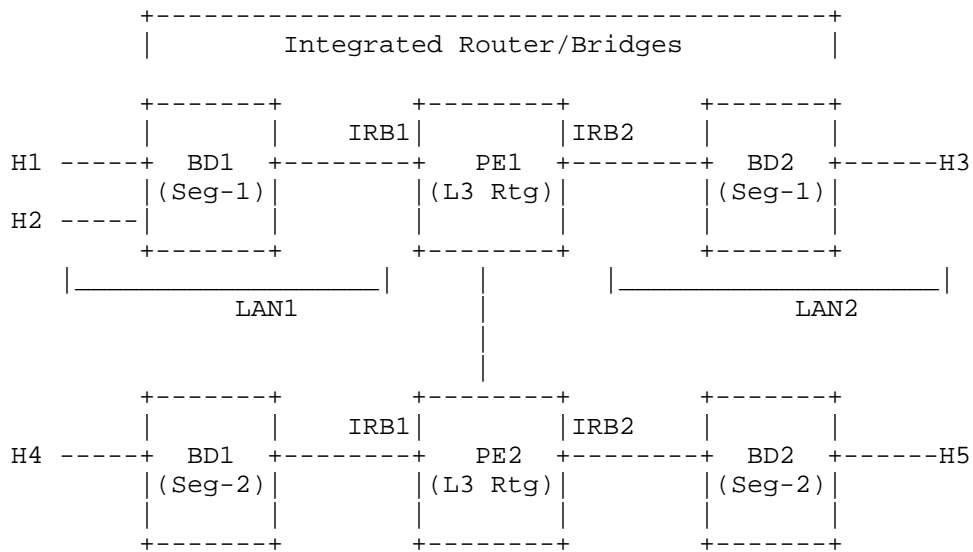 Integrated Router/Bridges
IRB1 IRB2
H1 BD1 PE1 BD2 H3
(Seg-1) (L3 Rtg) (Seg-1)
H2
LAN1 LAN2
IRB1 IRB2
H4 BD1 PE2 BD2 H5
(Seg-2) (L3 Rtg) (Seg-2)